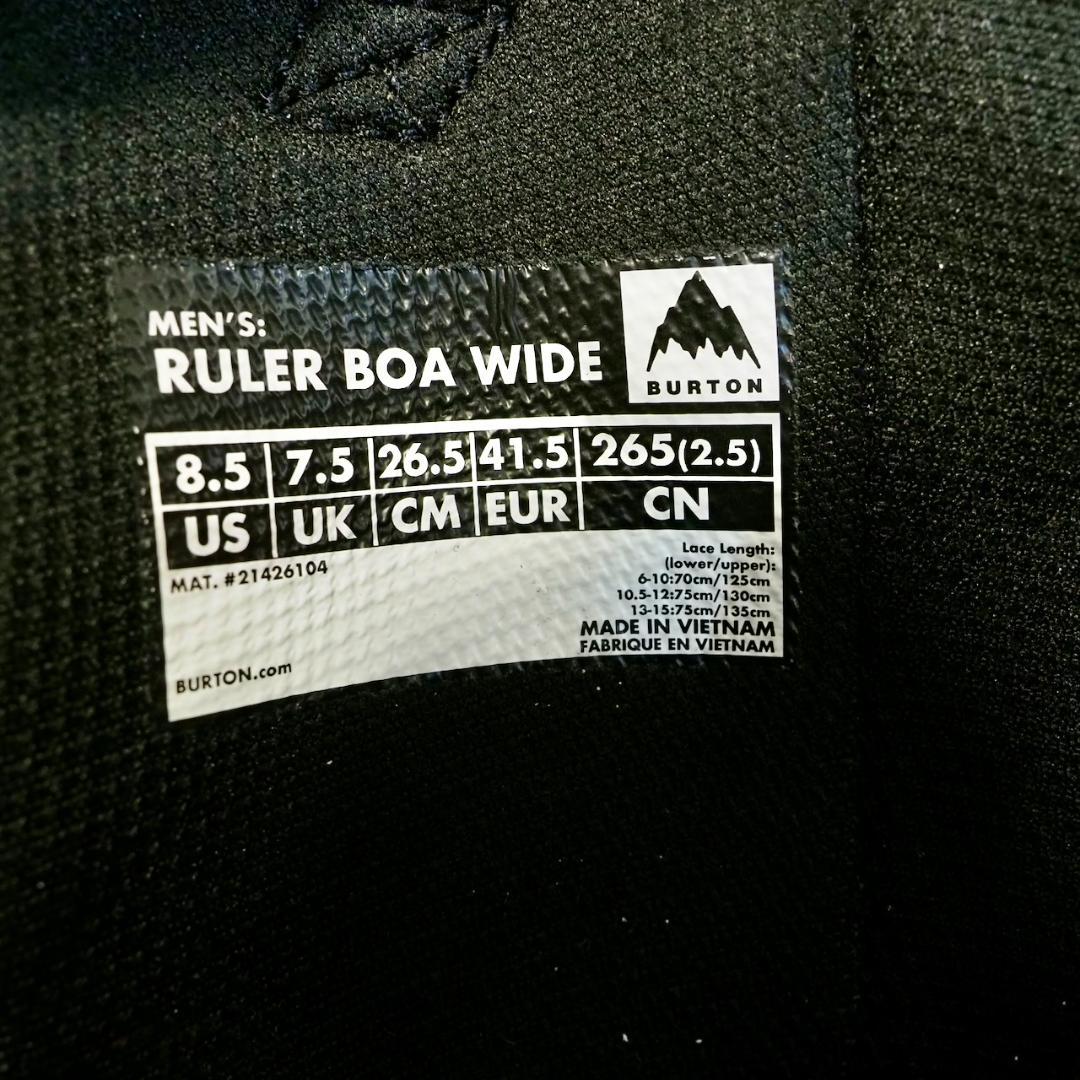 MEN'S:
RULER BOA WIDE
BURTON
8.5 7.5 26.5 41.5 265(2.5)
US UK CM EUR CN
MAT. #21426104
Lace Length:
(lower/upper):
6-10:70cm/125cm
10.5-12:75cm/130cm
13-15:75cm/135cm
MADE IN VIETNAM
FABRIQUE EN VIETNAM
BURTON.com